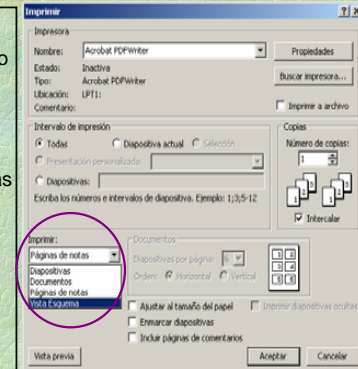 Imprimir
Impresora
Nombre: Acrobat PDFWriter Propiedades
Estado: Inactiva
Tipo: Acrobat PDFWriter Buscar impresora...
Ubicación: LPT1:
Comentario: Imprimir a archivo
Intervalo de impresión Copias
Todas Diapositiva actual Selección Número de copias:
Presentación personalizada: 1
Diapositivas:
Escriba los números e intervalos de diapositiva. Ejemplo: 1;3;5-12
Intercalar
Imprimir: Documentos
Páginas de notas Diapositivas por página: 6
Diapositivas
Documentos Orden: Horizontal Vertical
Páginas de notas
Vista Esquema Ajustar al tamaño del papel Imprimir diapositivas ocultas
Enmarcar diapositivas
Incluir páginas de comentarios
Vista previa Aceptar Cancelar